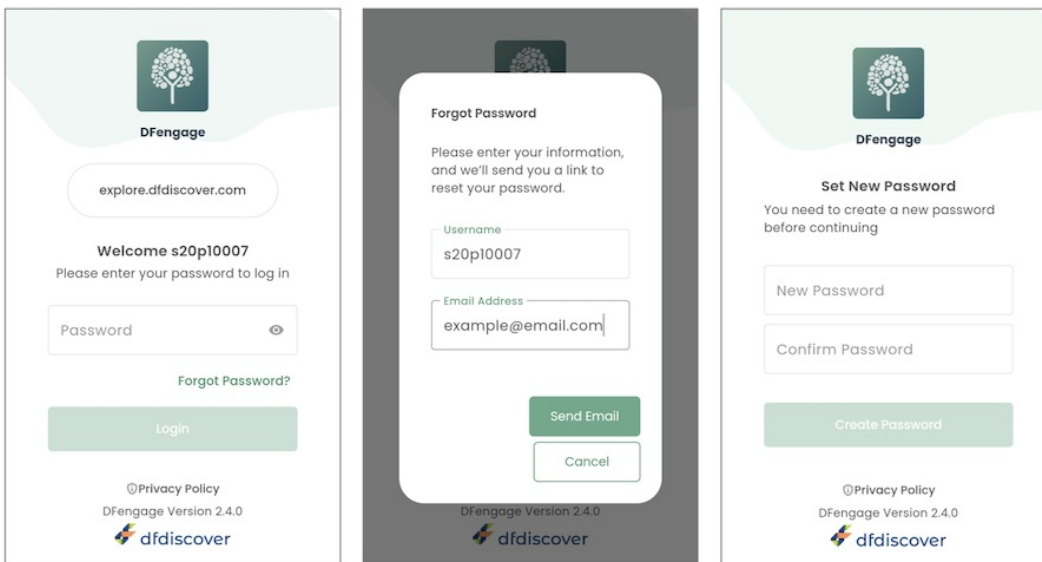 DFengage
explore.dfdiscover.com
Welcome s20p10007
Please enter your password to log in
Password
Forgot Password?
Login
Privacy Policy
DFengage Version 2.4.0
dfdiscover
Forgot Password
Please enter your information,
and we'll send you a link to
reset your password.
Username
s20p10007
Email Address
example@email.com
Send Email
Cancel
DFengage Version 2.4.0
dfdiscover
DFengage
Set New Password
You need to create a new password
before continuing
New Password
Confirm Password
Create Password
Privacy Policy
DFengage Version 2.4.0
dfdiscover